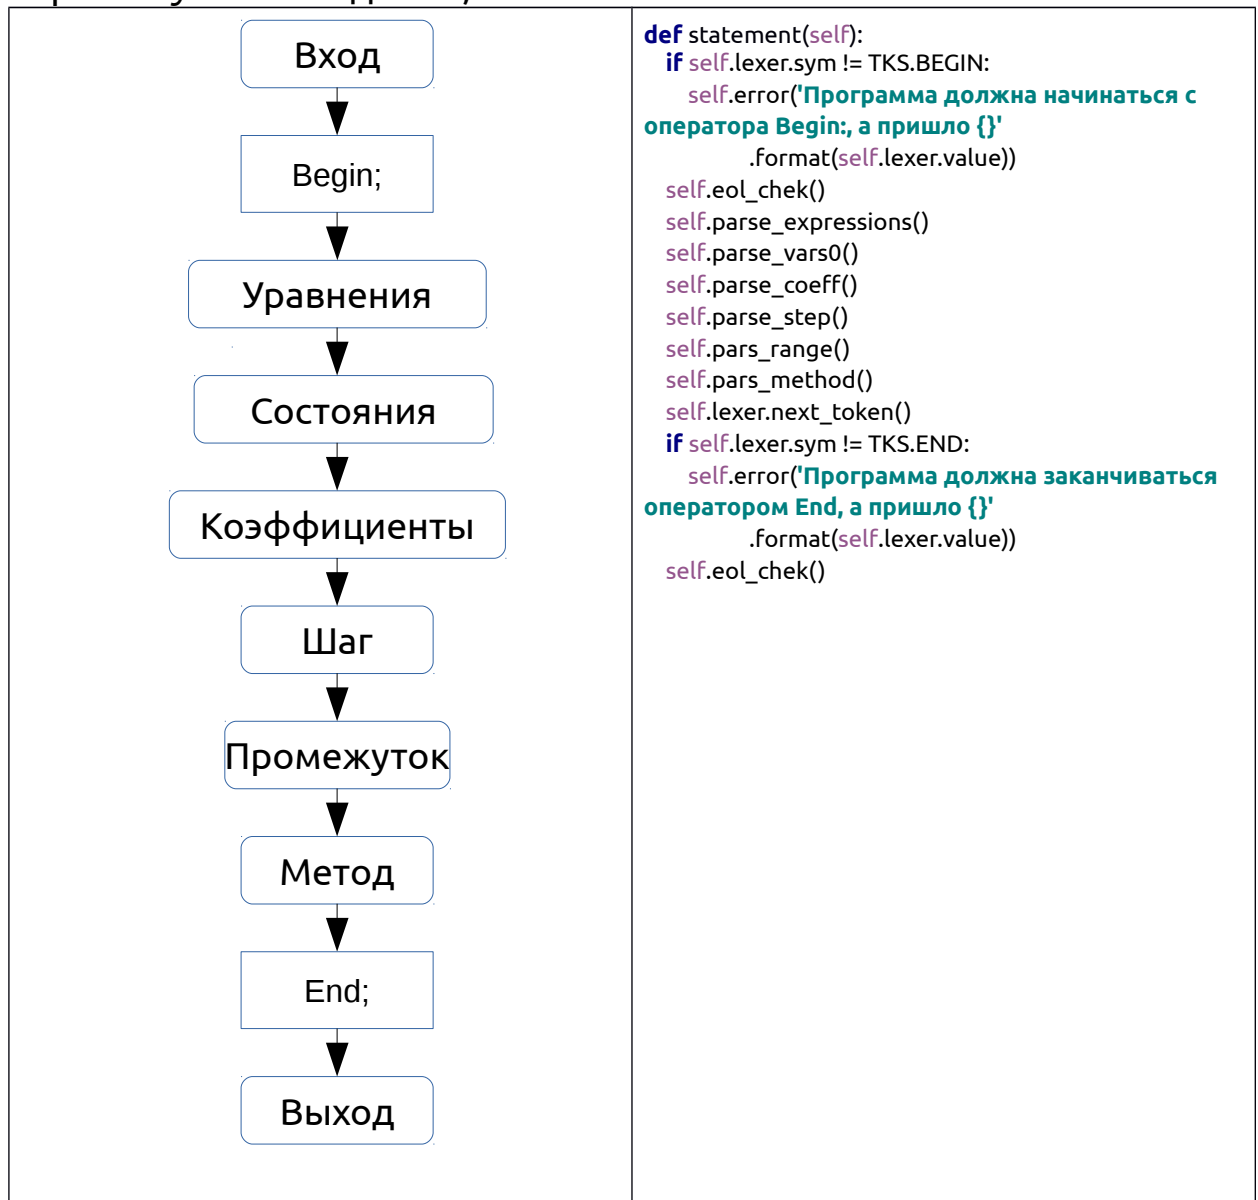 Вход
Begin;
Уравнения
Состояния
Коэффициенты
Шаг
Промежуток
Метод
End;
Выход
def statement(self):
if self.lexer.sym != TKS.BEGIN:
self.error('Программа должна начинаться с
оператора Begin:, а пришло {}'
.format(self.lexer.value))
self.eol_chek()
self.parse_expressions()
self.parse_vars0()
self.parse_coeff()
self.parse_step()
self.pars_range()
self.pars_method()
self.lexer.next_token()
if self.lexer.sym != TKS.END:
self.error('Программа должна заканчиваться
оператором End, а пришло {}'
.format(self.lexer.value))
self.eol_chek()